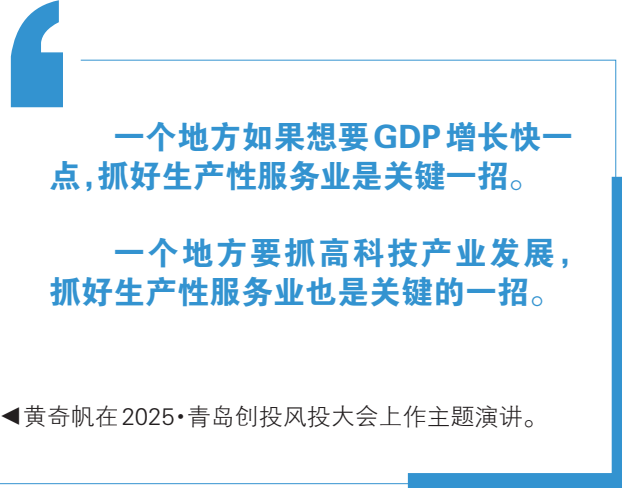 一个地方如果想要GDP增长快一
点,抓好生产性服务业是关键一招。
一个地方要抓高科技产业发展,
抓好生产性服务业也是关键的一招。
◀黄奇帆在2025·青岛创投风投大会上作主题演讲。